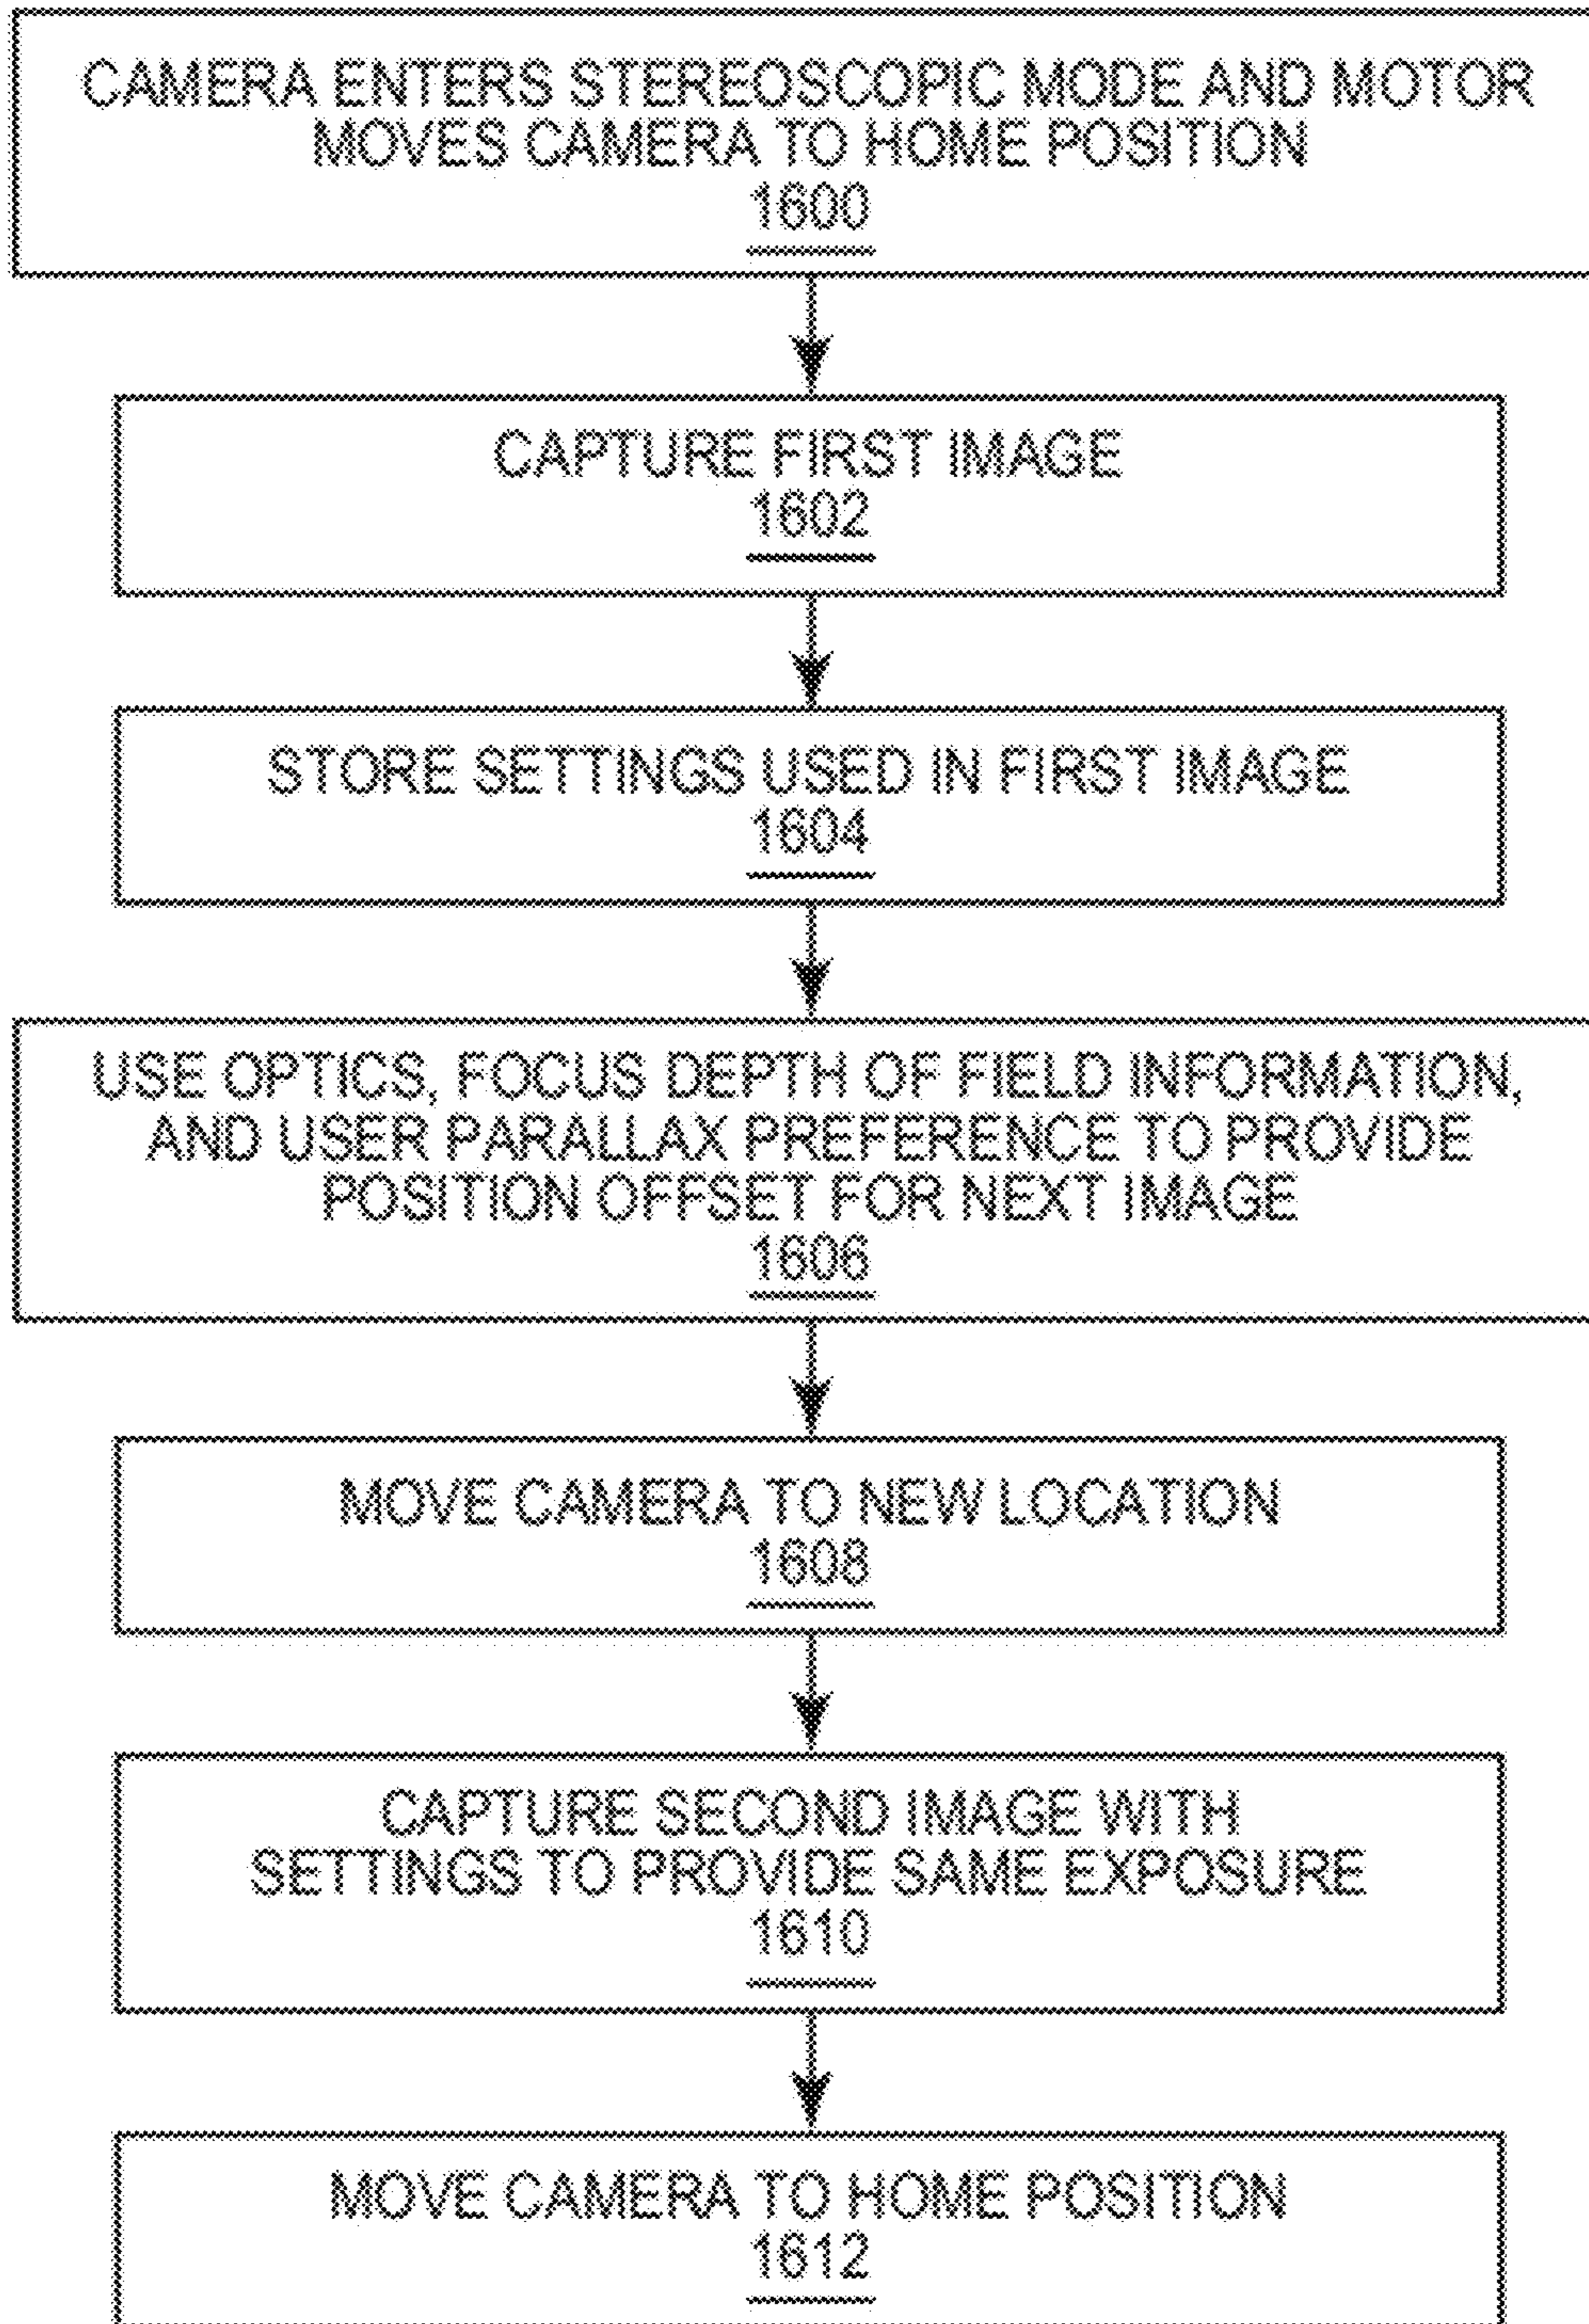 CAMERA ENTERS STEREOSCOPIC MODE AND MOTOR
MOVES CAMERA TO HOME POSITION
1600
CAPTURE FIRST IMAGE
1602
STORE SETTINGS USED IN FIRST IMAGE
1604
USE OPTICS, FOCUS DEPTH OF FIELD INFORMATION,
AND USER PARALLAX PREFERENCE TO PROVIDE
POSITION OFFSET FOR NEXT IMAGE
1606
MOVE CAMERA TO NEW LOCATION
1608
CAPTURE SECOND IMAGE WITH
SETTINGS TO PROVIDE SAME EXPOSURE
1610
MOVE CAMERA TO HOME POSITION
1612